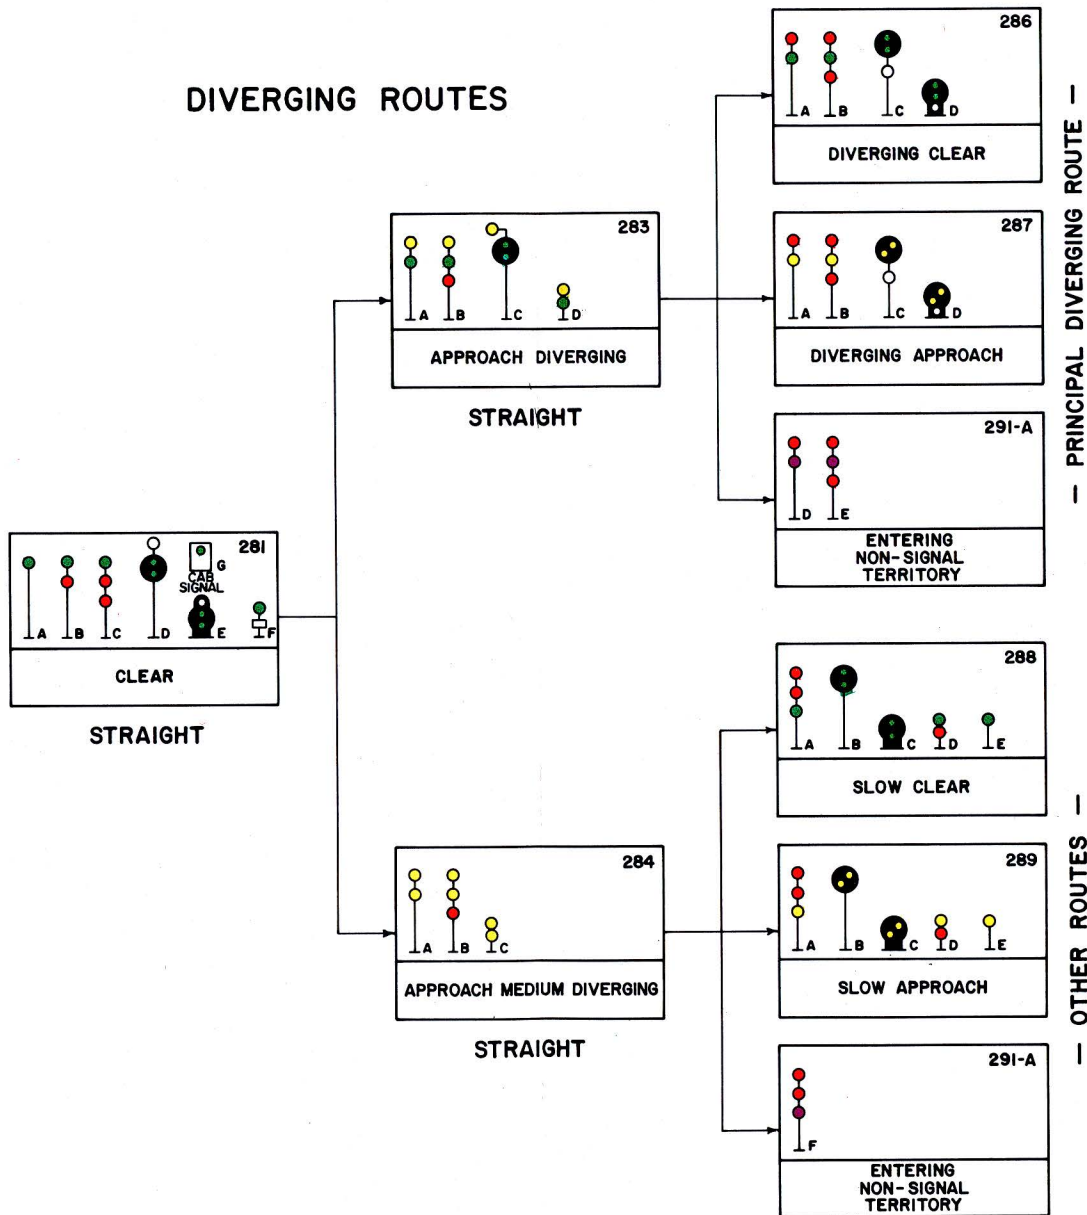 DIVERGING ROUTES
286
A B C D
DIVERGING CLEAR
283
A B C D
APPROACH DIVERGING
STRAIGHT
287
A B C D
DIVERGING APPROACH
291-A
D E
ENTERING
NON-SIGNAL
TERRITORY
— PRINCIPAL DIVERGING ROUTE —
281
G
CAB
SIGNAL
A B C D E F
CLEAR
STRAIGHT
288
A B C D E
SLOW CLEAR
284
A B C
APPROACH MEDIUM DIVERGING
STRAIGHT
289
A B C D E
SLOW APPROACH
291-A
F
ENTERING
NON-SIGNAL
TERRITORY
— OTHER ROUTES —